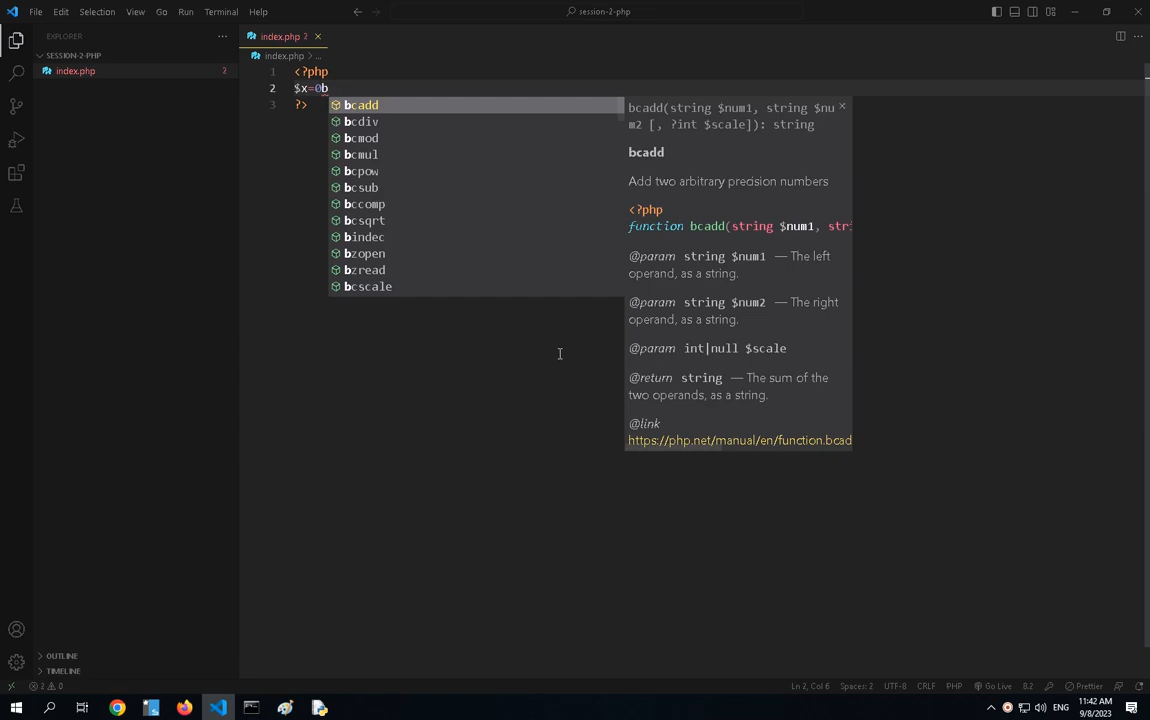 File Edit Selection View Go Run Terminal Help
session-2-php
EXPLORER
SESSION-2-PHP
index.php 2
index.php 2
index.php > ...
1 <?php
2 $x=0b
3 ?>
bcadd
bcdiv
bcmod
bcmul
bcpow
bcsub
bccomp
bcsqrt
bindec
bzopen
bzread
bcscale
bcadd(string $num1, string $nu
m2 [, ?int $scale]): string
bcadd
Add two arbitrary precision numbers
<?php
function bcadd(string $num1, stri
@param string $num1 — The left
operand, as a string.
@param string $num2 — The right
operand, as a string.
@param int|null $scale
@return string — The sum of the
two operands, as a string.
@link
https://php.net/manual/en/function.bcad
OUTLINE
TIMELINE
2 0
Ln 2, Col 6 Spaces: 2 UTF-8 CRLF PHP Go Live 8.2 Prettier
ENG
11:42 AM
9/8/2023